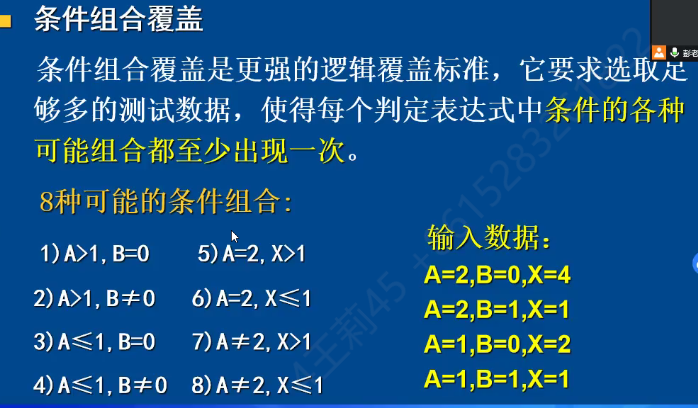 条件组合覆盖
条件组合覆盖是更强的逻辑覆盖标准，它要求选取足
够多的测试数据，使得每个判定表达式中条件的各种
可能组合都至少出现一次。
8种可能的条件组合:
1)A>1,B=0 5)A=2,X>1
2)A>1,B≠0 6)A=2,X≤1
3)A≤1,B=0 7)A≠2,X>1
4)A≤1,B≠0 8)A≠2,X≤1
输入数据：
A=2,B=0,X=4
A=2,B=1,X=1
A=1,B=0,X=2
A=1,B=1,X=1